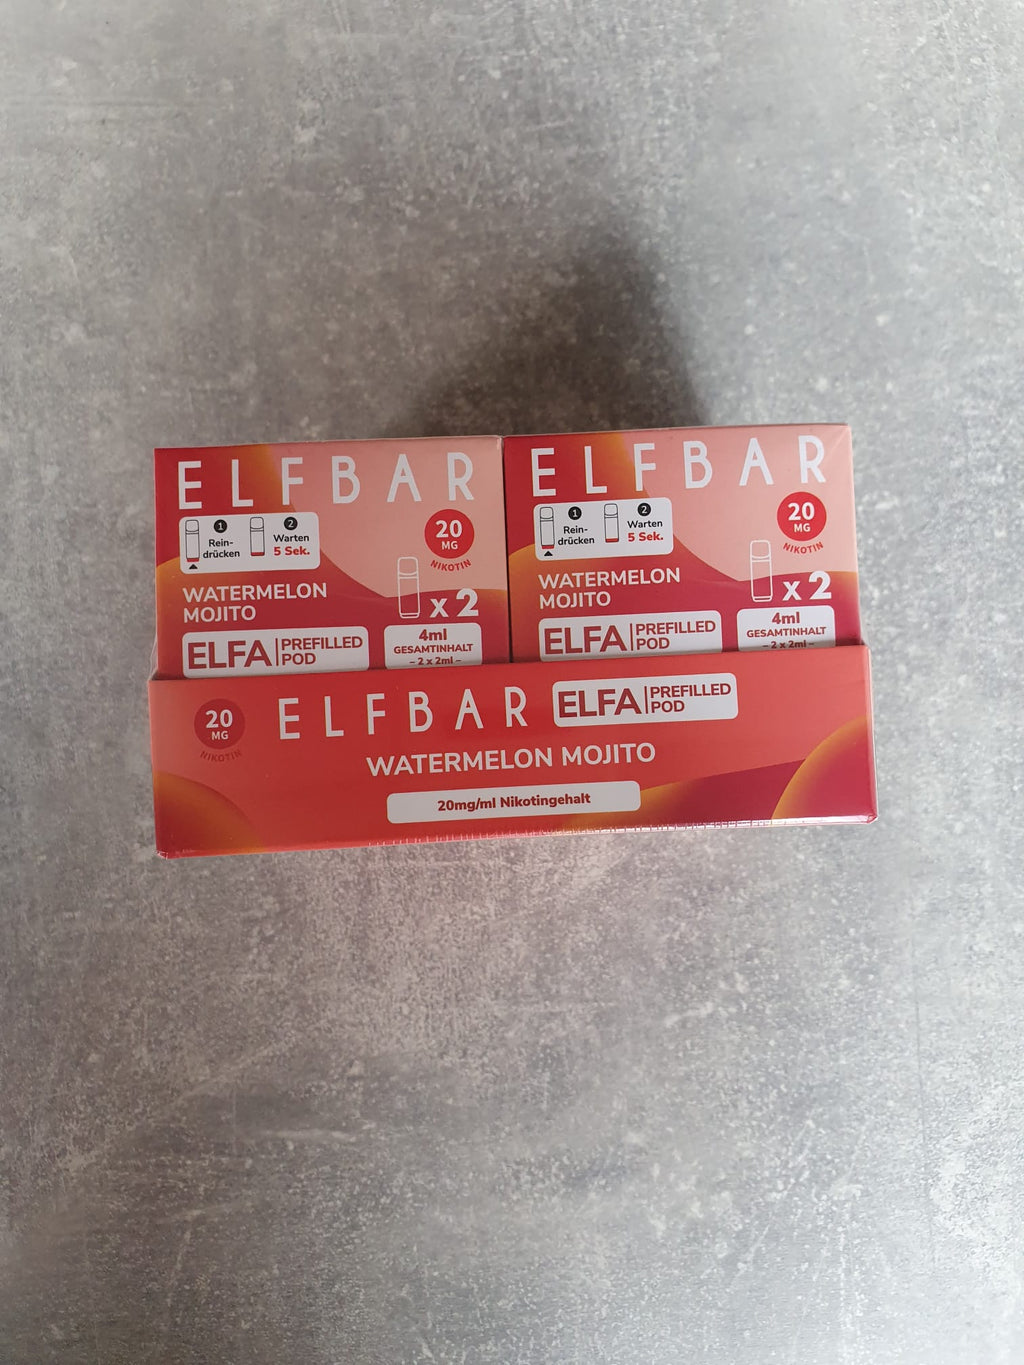 ELFBAR
1
Rein-
drücken
2
Warten
5 Sek.
20
MG
NIKOTIN
WATERMELON
MOJITO
x 2
ELFA PREFILLED
POD
4ml
GESAMTINHALT
– 2 x 2ml –
ELFBAR
1
Rein-
drücken
2
Warten
5 Sek.
20
MG
NIKOTIN
WATERMELON
MOJITO
x 2
ELFA PREFILLED
POD
4ml
GESAMTINHALT
– 2 x 2ml –
20
MG
NIKOTIN
ELFBAR ELFA PREFILLED
POD
WATERMELON MOJITO
20mg/ml Nikotingehalt